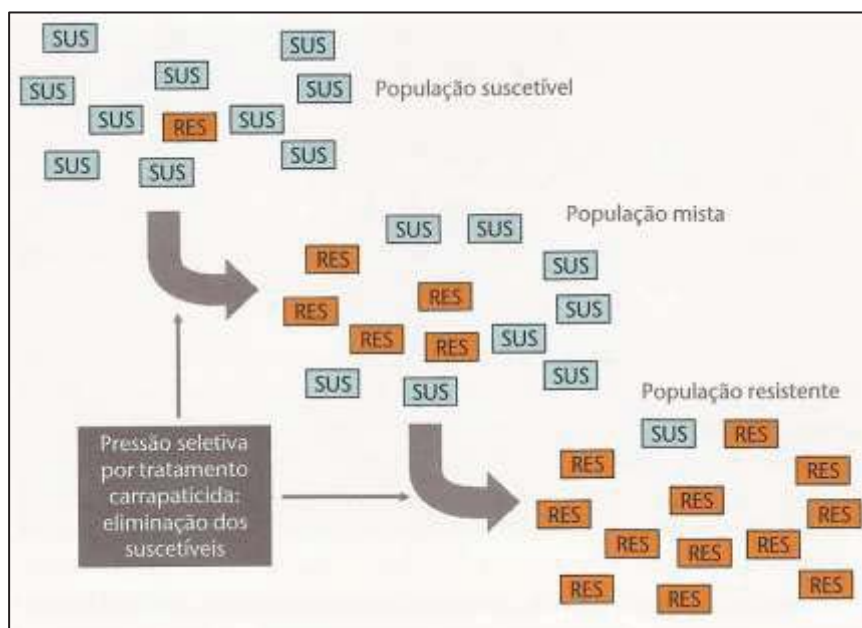 SUS
SUS
SUS
SUS
SUS
População suscetível
SUS
RES
SUS
SUS
SUS
SUS
População mista
SUS
SUS
RES
SUS
RES
RES
SUS
RES
RES
SUS
SUS
SUS
SUS
População resistente
SUS
RES
RES
RES
RES
RES
RES
RES
RES
RES
RES
RES
RES
Pressão seletiva
por tratamento
carrapaticida:
eliminação dos
suscetíveis